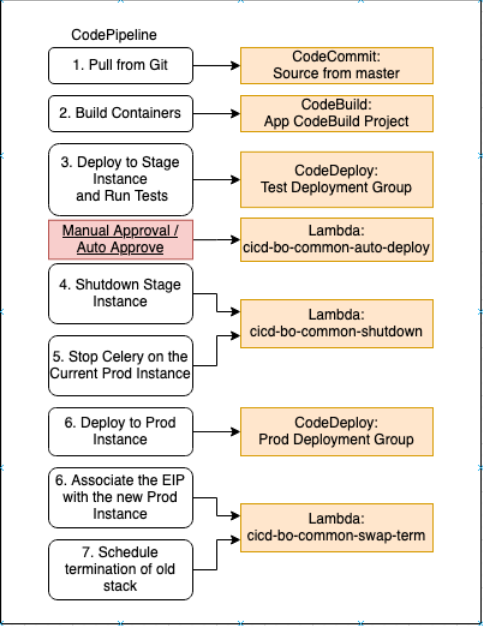 CodePipeline
1. Pull from Git
CodeCommit:
Source from master
2. Build Containers
CodeBuild:
App CodeBuild Project
3. Deploy to Stage
Instance
and Run Tests
CodeDeploy:
Test Deployment Group
Manual Approval /
Auto Approve
Lambda:
cicd-bo-common-auto-deploy
4. Shutdown Stage
Instance
Lambda:
cicd-bo-common-shutdown
5. Stop Celery on the
Current Prod Instance
6. Deploy to Prod
Instance
CodeDeploy:
Prod Deployment Group
6. Associate the EIP
with the new Prod
Instance
Lambda:
cicd-bo-common-swap-term
7. Schedule
termination of old
stack